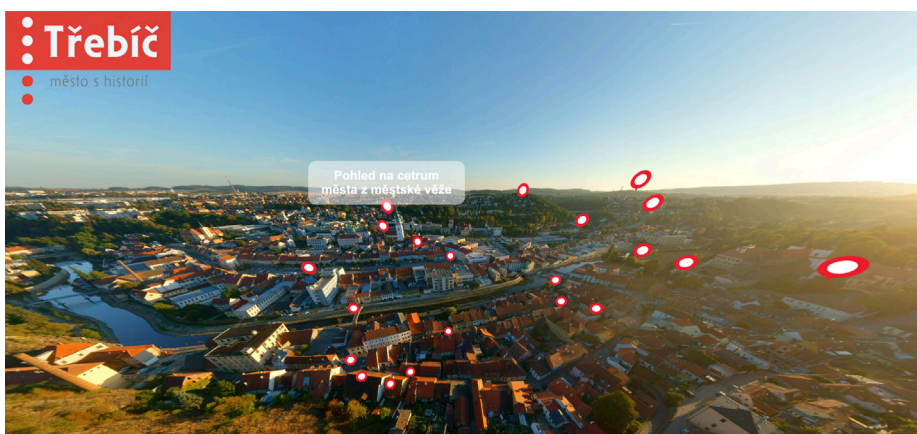 Třebíč
město s historií
Pohled na cetrum
města z městské věže